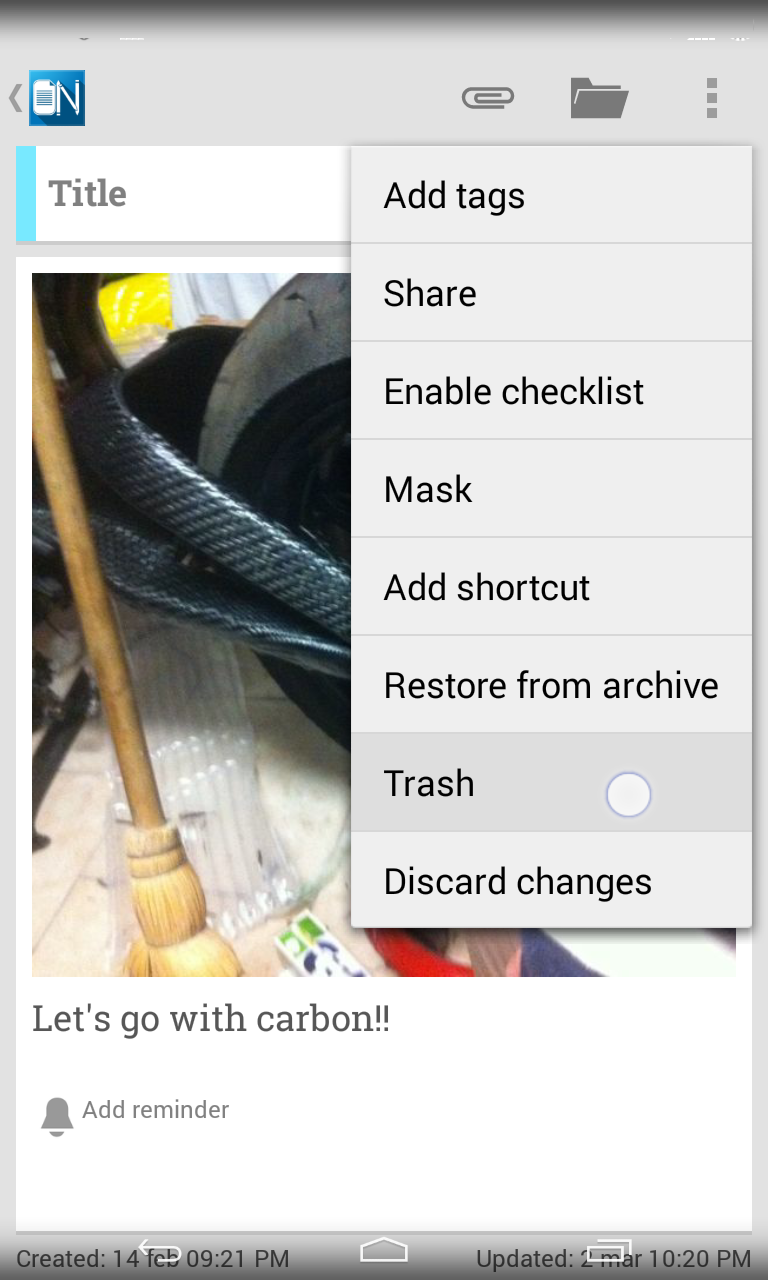 N
Title
Add tags
Share
Enable checklist
Mask
Add shortcut
Restore from archive
Trash
Discard changes
Let's go with carbon!!
Add reminder
Created: 14 feb 09:21 PM
Updated: 2 mar 10:20 PM